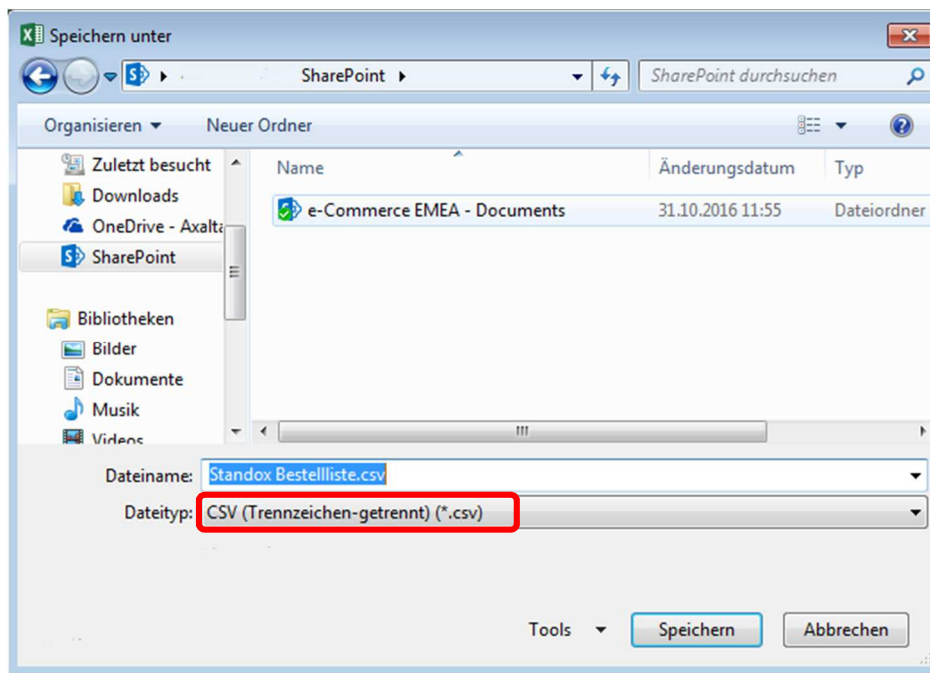 Speichern unter
SharePoint
SharePoint durchsuchen
Organisieren
Neuer Ordner
Zuletzt besucht
Downloads
OneDrive - Axalta
SharePoint
Bibliotheken
Bilder
Dokumente
Musik
Videos
Name Änderungsdatum Typ
e-Commerce EMEA - Documents 31.10.2016 11:55 Dateiordner
Dateiname: Standox Bestellliste.csv
Dateityp: CSV (Trennzeichen-getrennt) (*.csv)
Tools Speichern Abbrechen